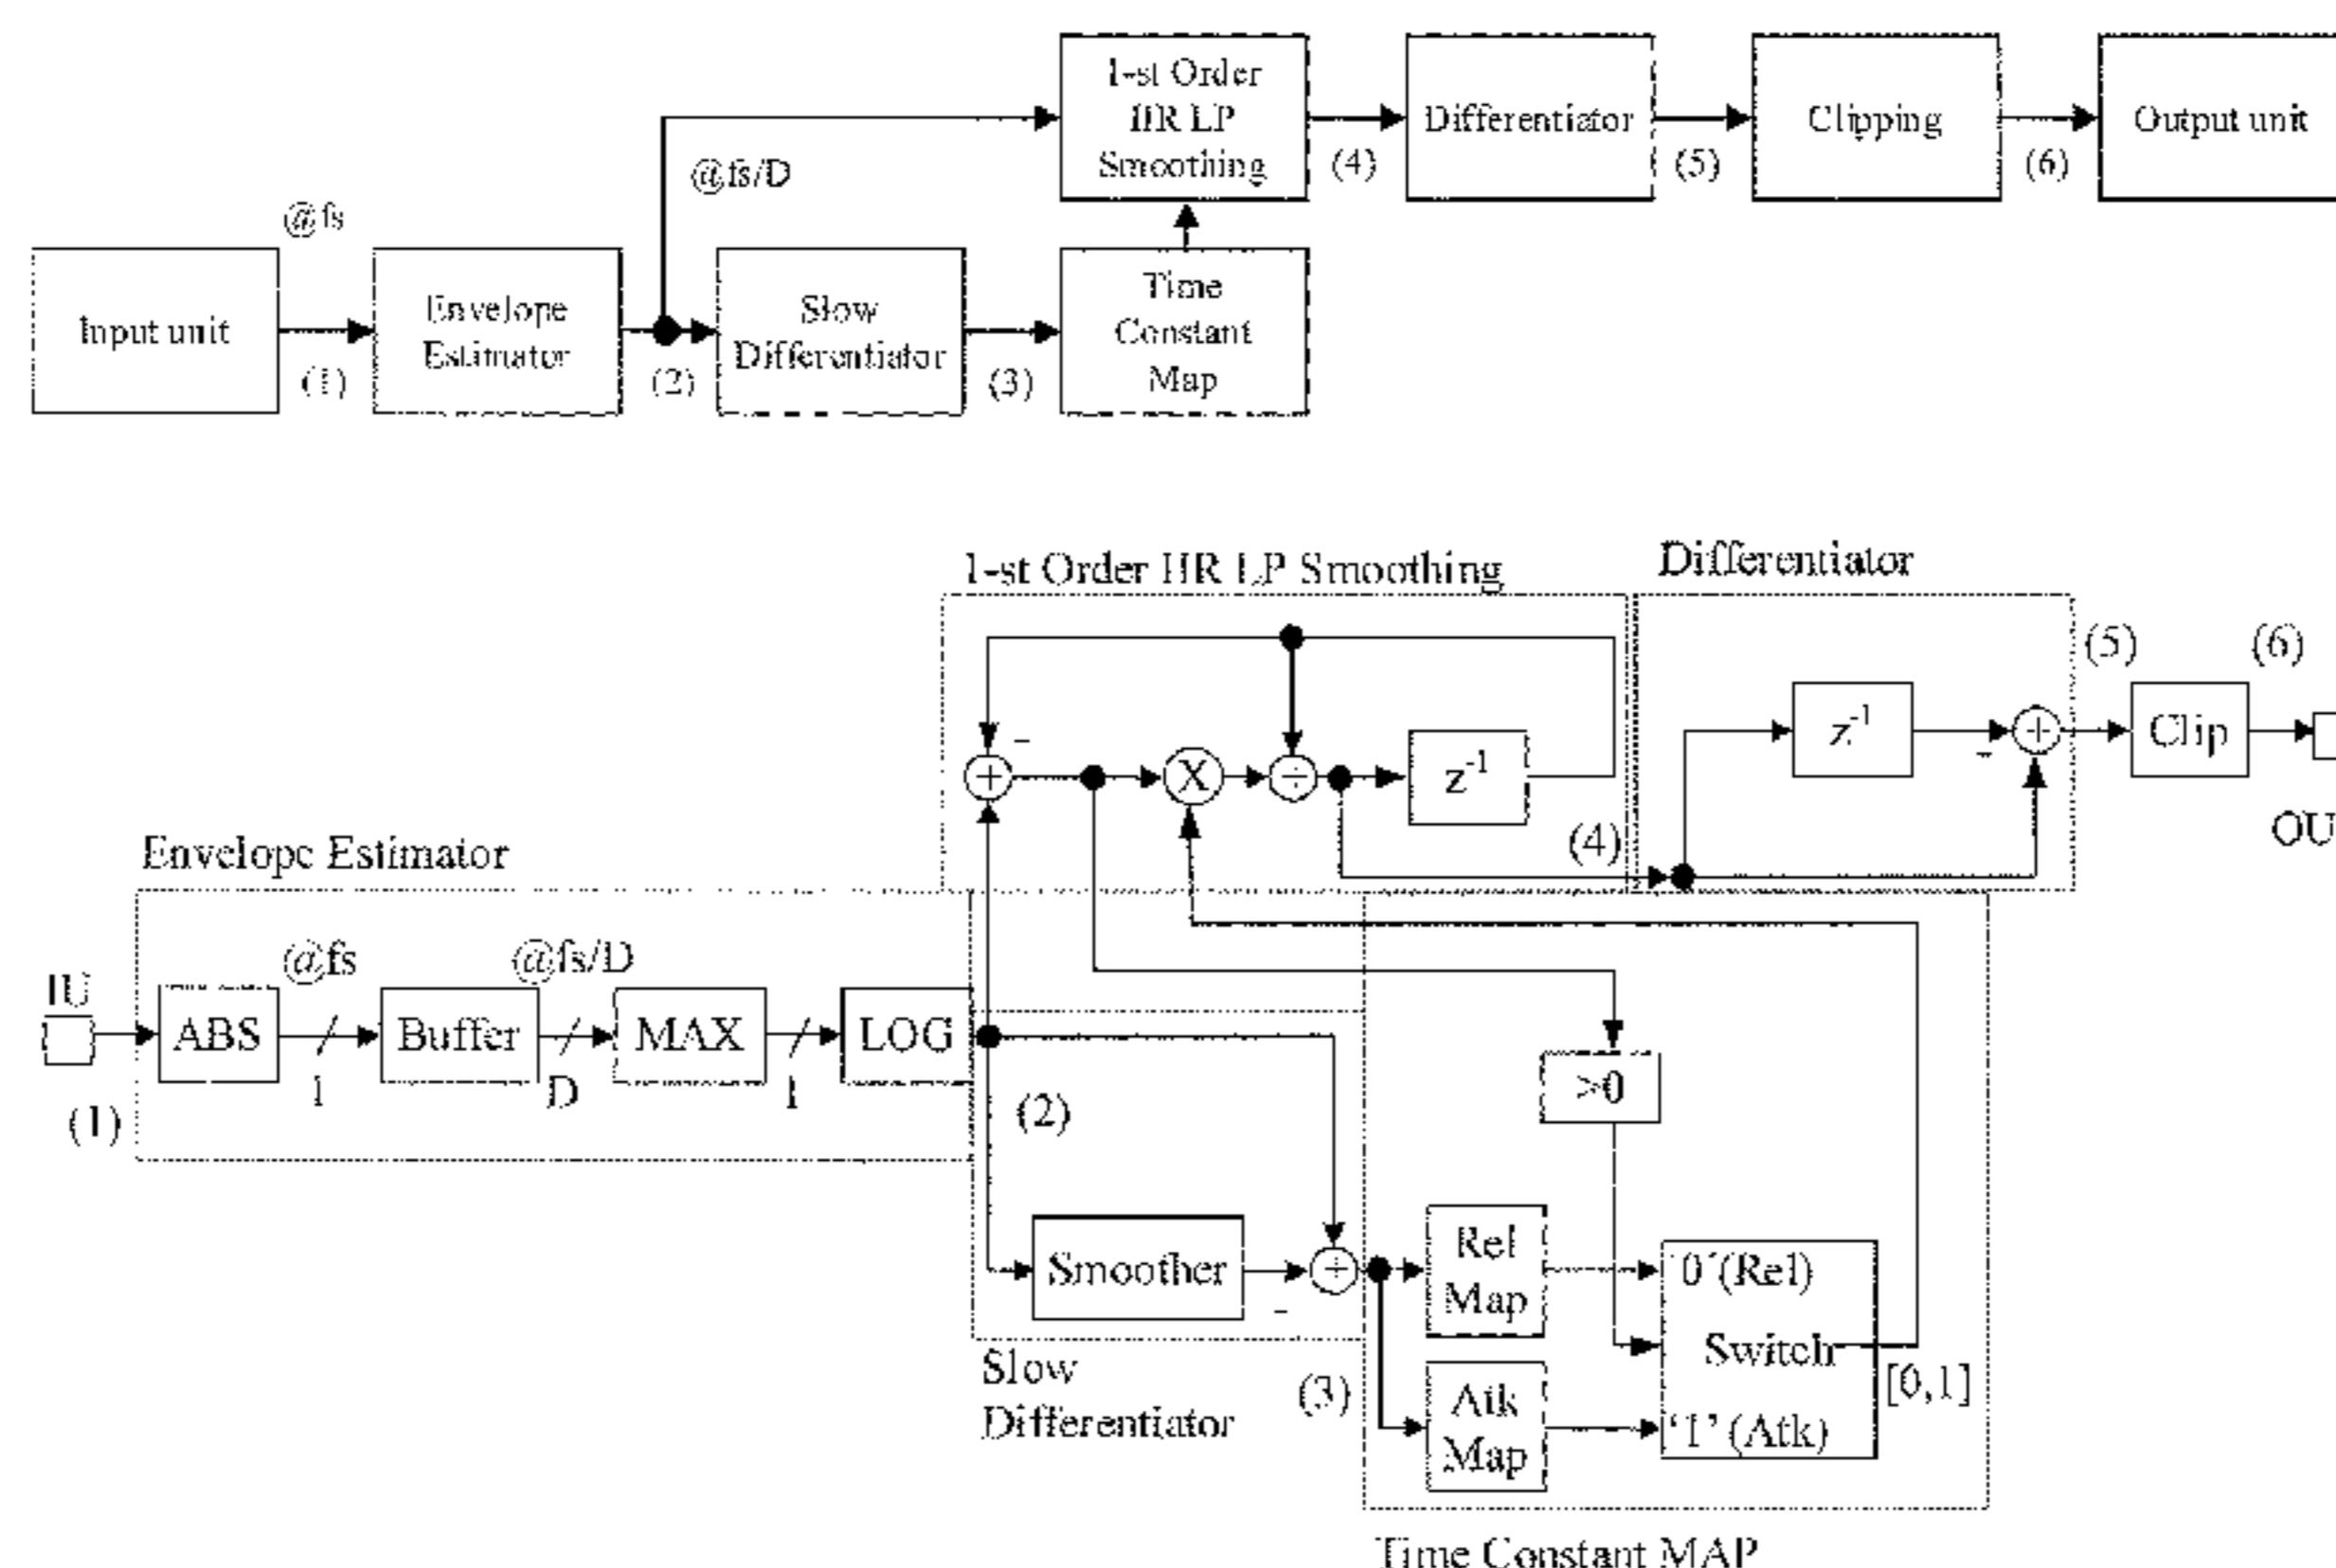 1-st Order
IIR LP
Smoothing
Differentiator
Clipping
Output unit
(4)
(5)
(6)
@fs/D
@fs
Input unit
Envelope
Estimator
Slow
Differentiator
Time
Constant
Map
(1)
(2)
(3)
1-st Order IIR LP Smoothing
Differentiator
(5)
(6)
-
z-1
Clip
-
+
+
X
+
z-1
(4)
OU
Envelope Estimator
IU
@fs
@fs/D
ABS
Buffer
MAX
LOG
1
D
1
(1)
(2)
>0
Smoother
+
-
Rel
Map
'0'(Rel)
Switch
[0,1]
Atk
Map
'1' (Atk)
Slow
Differentiator
(3)
Time Constant MAP